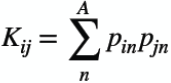 K_{ij} = \sum_{n}^{A} p_{in} p_{jn}